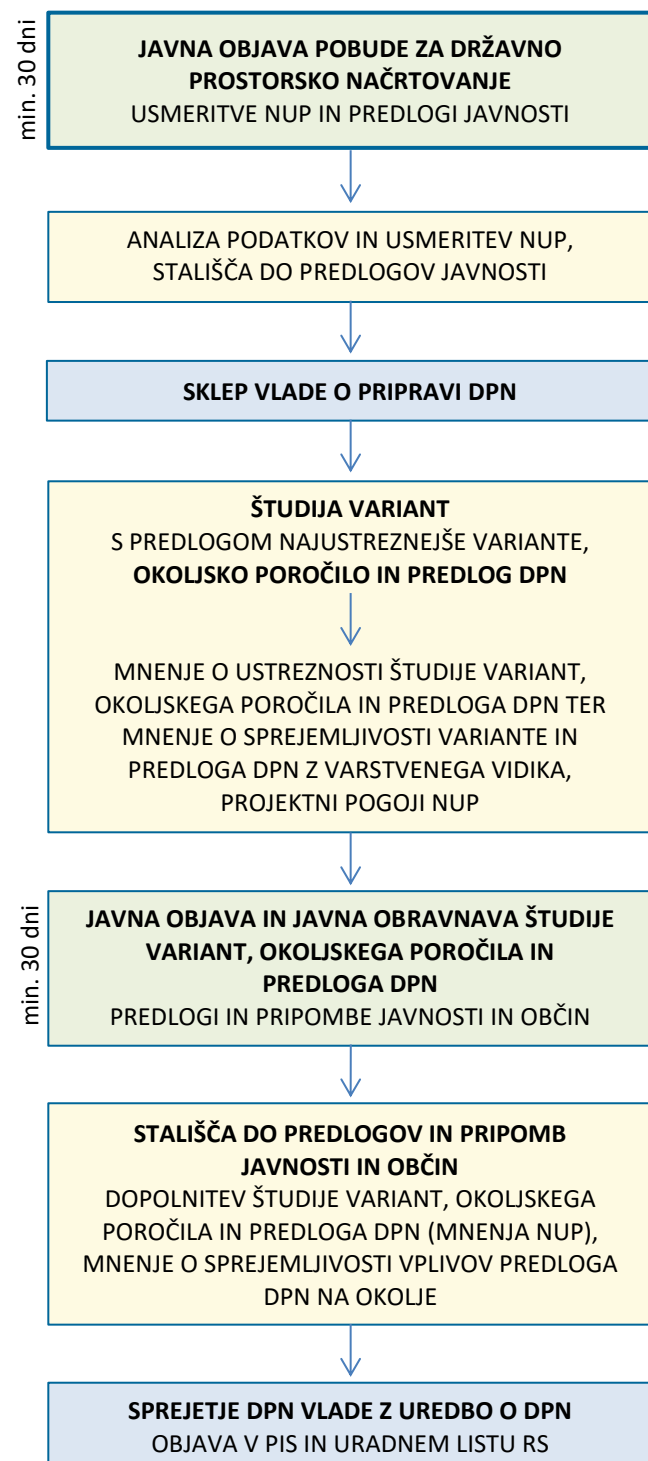 min. 30 dni
JAVNA OBJAVA POBUDE ZA DRŽAVNO
PROSTORSKO NAČRTOVANJE
USMERITVE NUP IN PREDLOGI JAVNOSTI
ANALIZA PODATKOV IN USMERITEV NUP,
STALIŠČA DO PREDLOGOV JAVNOSTI
SKLEP VLADE O PRIPRAVI DPN
ŠTUDIJA VARIANT
S PREDLOGOM NAJUSTREZNEJŠE VARIANTE,
OKOLJSKO POROČILO IN PREDLOG DPN
MNENJE O USTREZNOSTI ŠTUDIJE VARIANT,
OKOLJSKEGA POROČILA IN PREDLOGA DPN TER
MNENJE O SPREJEMLJIVOSTI VARIANTE IN
PREDLOGA DPN Z VARSTVENEGA VIDIKA,
PROJEKTNI POGOJI NUP
min. 30 dni
JAVNA OBJAVA IN JAVNA OBRAVNAVA ŠTUDIJE
VARIANT, OKOLJSKEGA POROČILA IN
PREDLOGA DPN
PREDLOGI IN PRIPOMBE JAVNOSTI IN OBČIN
STALIŠČA DO PREDLOGOV IN PRIPOMB
JAVNOSTI IN OBČIN
DOPOLNITEV ŠTUDIJE VARIANT, OKOLJSKEGA
POROČILA IN PREDLOGA DPN (MNENJA NUP),
MNENJE O SPREJEMLJIVOSTI VPLIVOV PREDLOGA
DPN NA OKOLJE
SPREJETJE DPN VLADE Z UREDBO O DPN
OBJAVA V PIS IN URADNEM LISTU RS